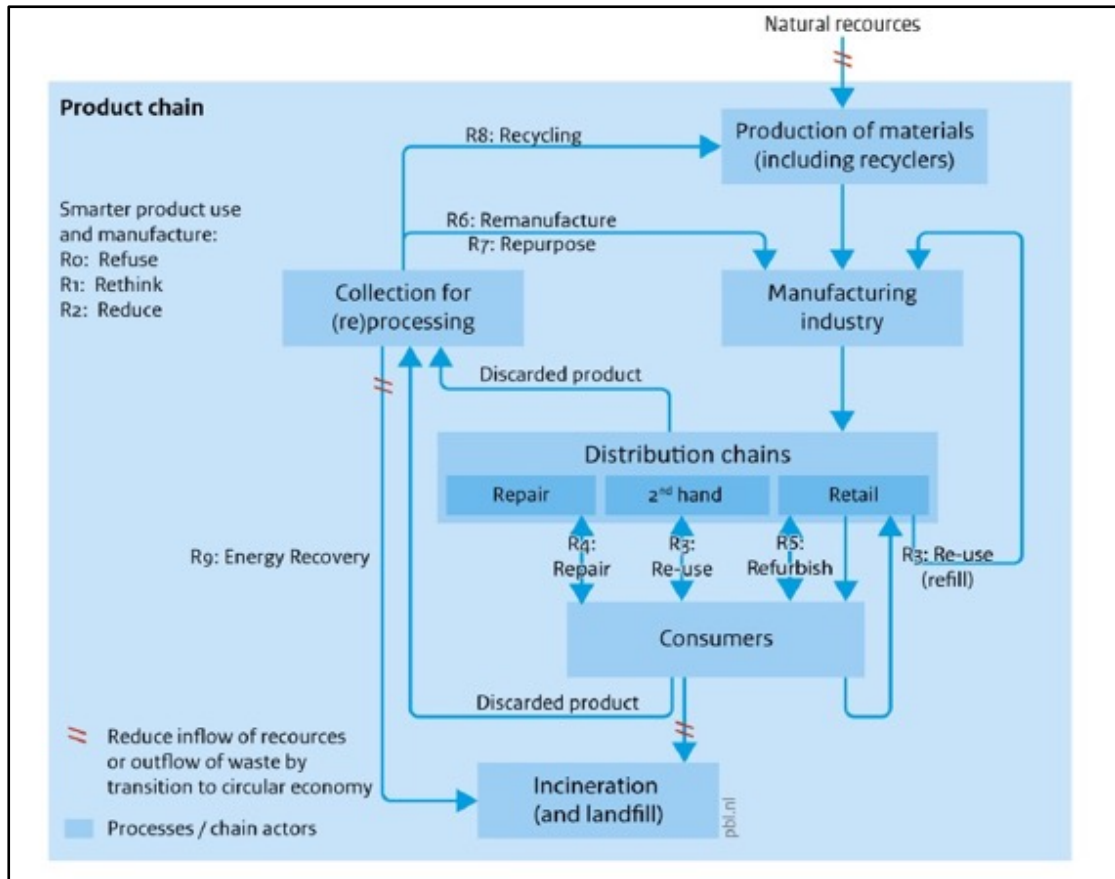 Natural recources
Product chain
Production of materials
(including recyclers)
R8: Recycling
Smarter product use
and manufacture:
R0: Refuse
R1: Rethink
R2: Reduce
R6: Remanufacture
R7: Repurpose
Collection for
(re)processing
Manufacturing
industry
Discarded product
Distribution chains
Repair
2nd hand
Retail
R9: Energy Recovery
R4:
Repair
R3:
Re-use
R5:
Refurbish
R3: Re-use
(refill)
Consumers
Discarded product
Reduce inflow of recources
or outflow of waste by
transition to circular economy
Incineration
(and landfill)
pbl.nl
Processes / chain actors